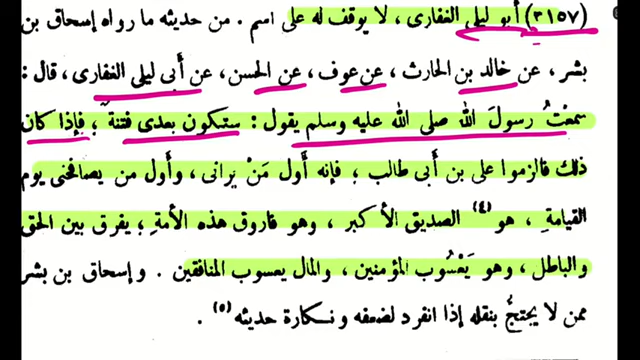 (٣١٥٧) أبو ليلى الغفارى ، لا يوقف له على اسم . من حديثه ما رواه إسحاق بن
بشر ، عن خالد بن الحارث ، عن عوف ، عن الحسن ، عن أبى ليلى الغفارى ، قال :
سمعتُ رسولَ الله صلى الله عليه وسلم يقول : ستكون بعدى فتنة ؛ فإذا كان
ذلك فالزموا على بن أبى طالب ؛ فإنه أول مَنْ يرانى ، وأول من يصافحنى يوم
القيامةِ ، هو (٤) الصديق الأكبر ، وهو فاروق هذه الأمةِ ؛ يفرق بين الحق
والباطل ، وهو يَعْسُوب المؤمنين ، والمال يعسوب المنافقين . وإسحاق بن بشر
ممن لا يحتجُّ بنقله إذا انفرد لضعفه ونكارة حديثه (٥) .